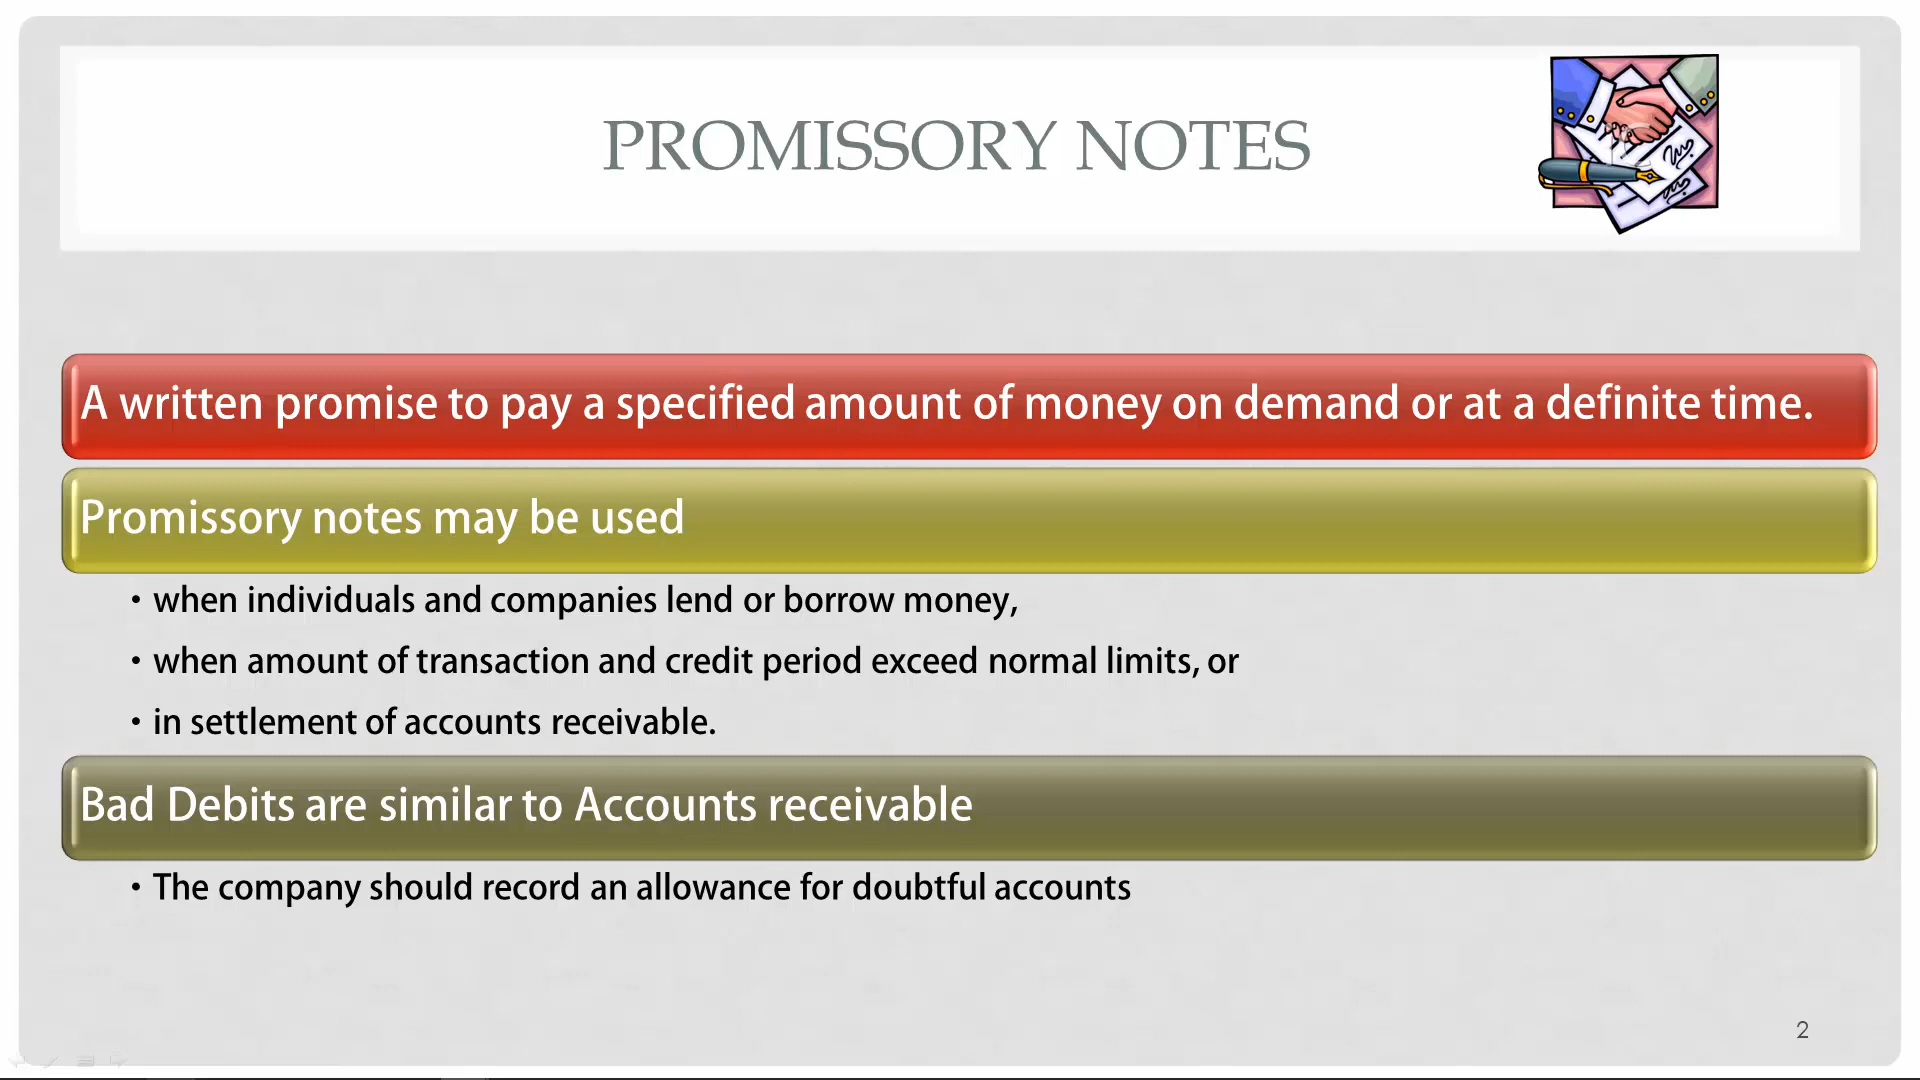 PROMISSORY NOTES
A written promise to pay a specified amount of money on demand or at a definite time.
Promissory notes may be used
• when individuals and companies lend or borrow money,
• when amount of transaction and credit period exceed normal limits, or
• in settlement of accounts receivable.
Bad Debits are similar to Accounts receivable
• The company should record an allowance for doubtful accounts
2